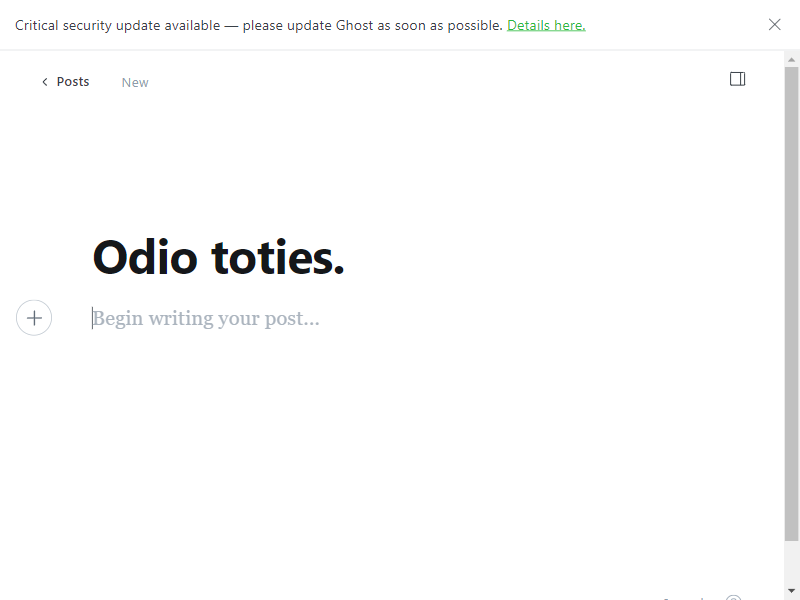 Critical security update available — please update Ghost as soon as possible. Details here.
Posts
New
Odio toties.
Begin writing your post...